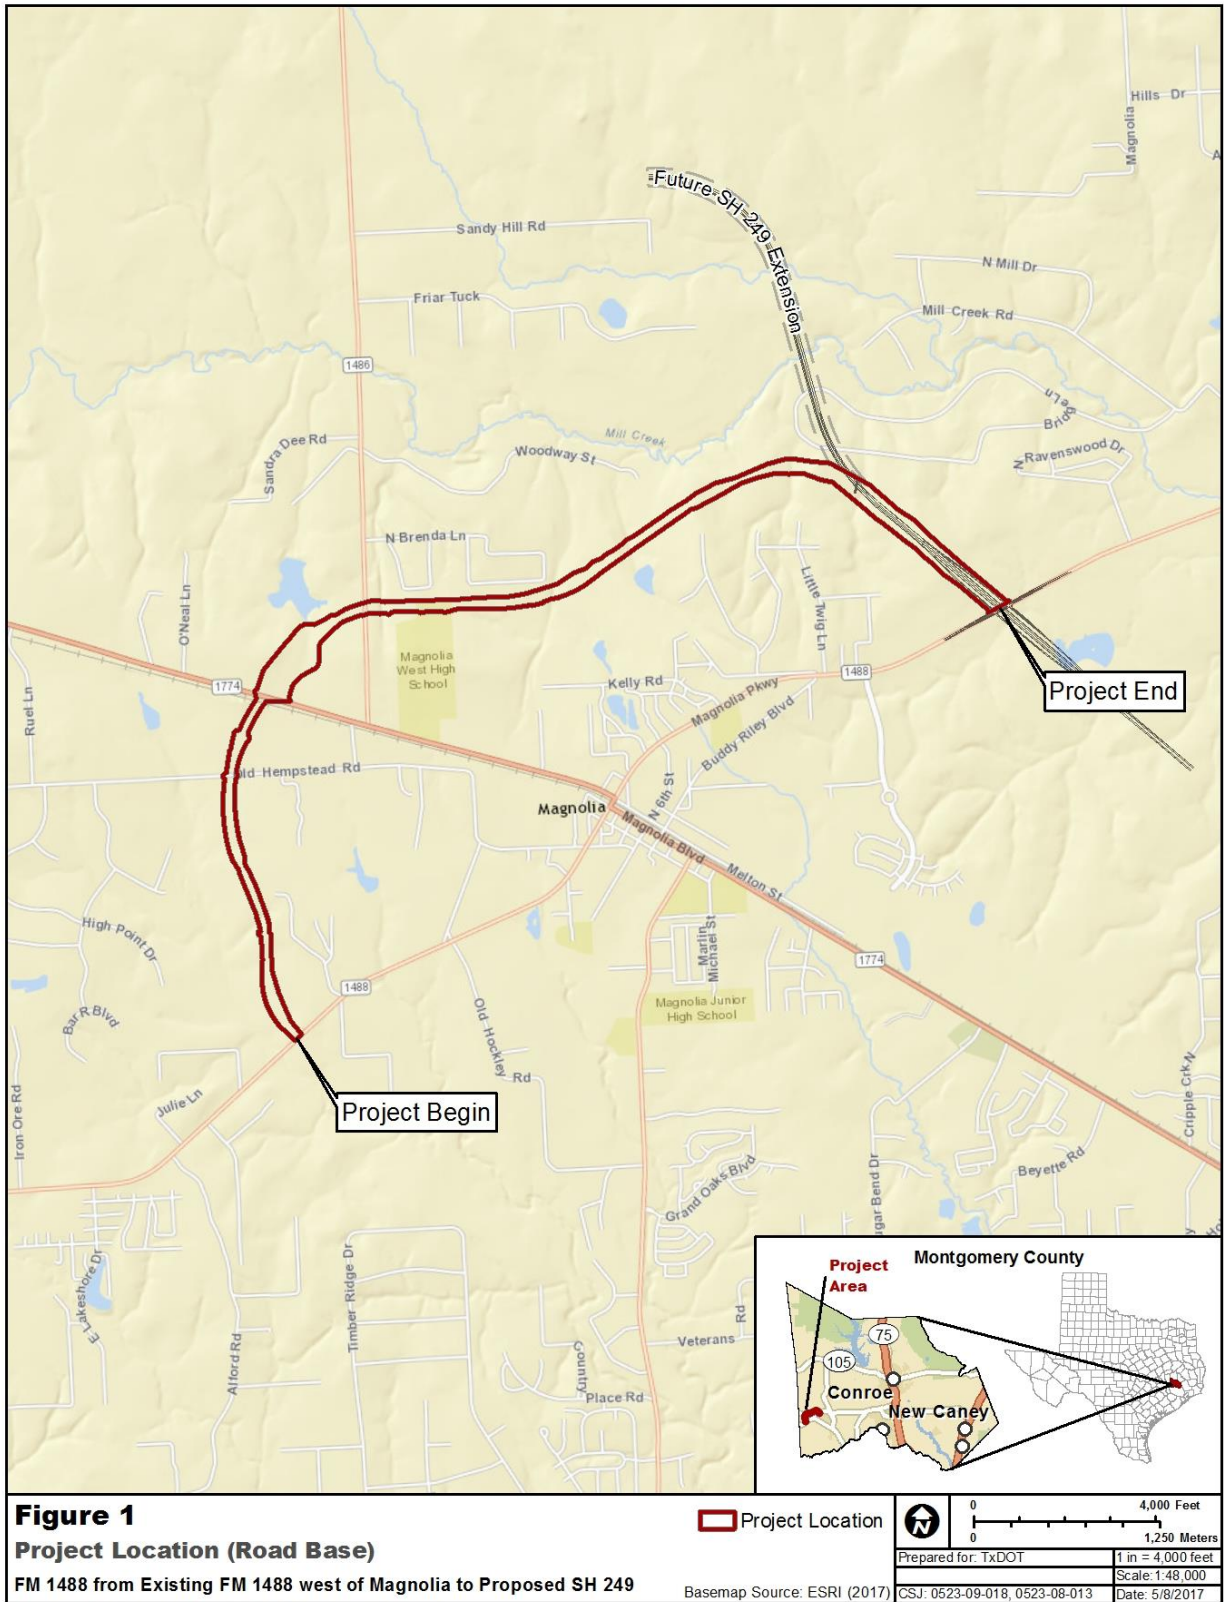 Hills Dr
Magnolia
A
Future SH 249 Extension
Sandy Hill Rd
N Mill Dr
Friar Tuck
Mill Creek Rd
1486
Bridge Ln
Mill Creek
Sandra Dee Rd
Woodway St
N Ravenswood Dr
N Brenda Ln
O'Neal Ln
Little Twig Ln
Magnolia
West High
School
1774
Ruel Ln
Kelly Rd
1488
Magnolia Pkwy
Project End
Buddy Riley Blvd
Old Hempstead Rd
N 6th St
Magnolia
Magnolia Blvd
Melton St
High Point Dr
Marlin
Michael St
1774
1488
Bar R Blvd
Magnolia Junior
High School
Old Hockley Rd
Julie Ln
Project Begin
Iron Ore Rd
Cripple Crk N
Beyette Rd
Grand Oaks Blvd
ugar Bend Dr
y
Ho
E Lakeshore Dr
Timber Ridge Dr
Alford Rd
Country
Place Rd
Veterans
Rd
Montgomery County
Project
Area
75
105
Conroe
New Caney
Figure 1
Project Location (Road Base)
FM 1488 from Existing FM 1488 west of Magnolia to Proposed SH 249
Project Location
Basemap Source: ESRI (2017)
N
0 4,000 Feet
0 1,250 Meters
Prepared for: TxDOT
1 in = 4,000 feet
Scale: 1:48,000
CSJ: 0523-09-018, 0523-08-013
Date: 5/8/2017